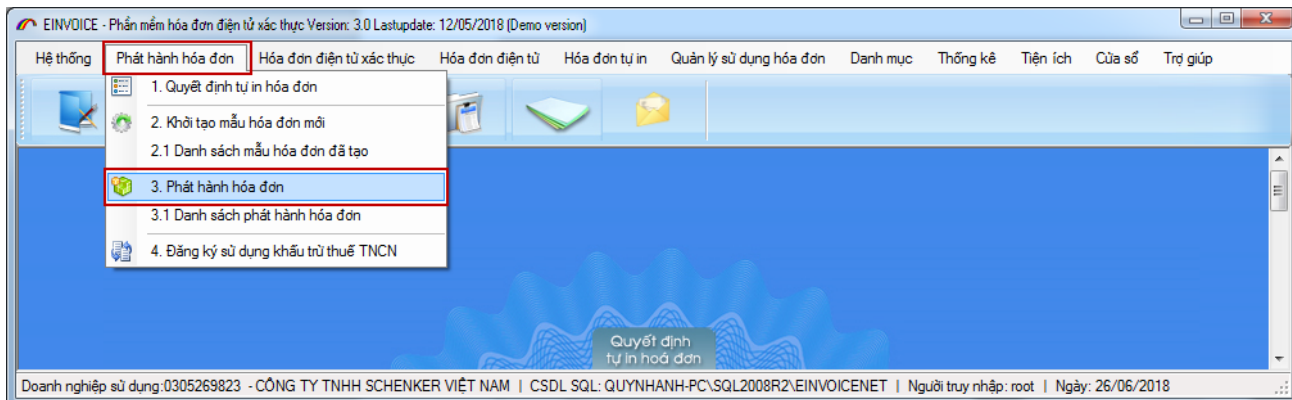 EINVOICE - Phần mềm hóa đơn điện tử xác thực Version: 3.0 Lastupdate: 12/05/2018 (Demo version)
Hệ thống Phát hành hóa đơn Hóa đơn điện tử xác thực Hóa đơn điện tử Hóa đơn tự in Quản lý sử dụng hóa đơn Danh mục Thống kê Tiện ích Cửa sổ Trợ giúp
1. Quyết định tự in hóa đơn
2. Khởi tạo mẫu hóa đơn mới
2.1 Danh sách mẫu hóa đơn đã tạo
3. Phát hành hóa đơn
3.1 Danh sách phát hành hóa đơn
4. Đăng ký sử dụng khấu trừ thuế TNCN
Quyết định
tự in hoá đơn
Doanh nghiệp sử dụng:0305269823 - CÔNG TY TNHH SCHENKER VIỆT NAM | CSDL SQL: QUYNHANH-PC\SQL2008R2\EINVOICENET | Người truy nhập: root | Ngày: 26/06/2018